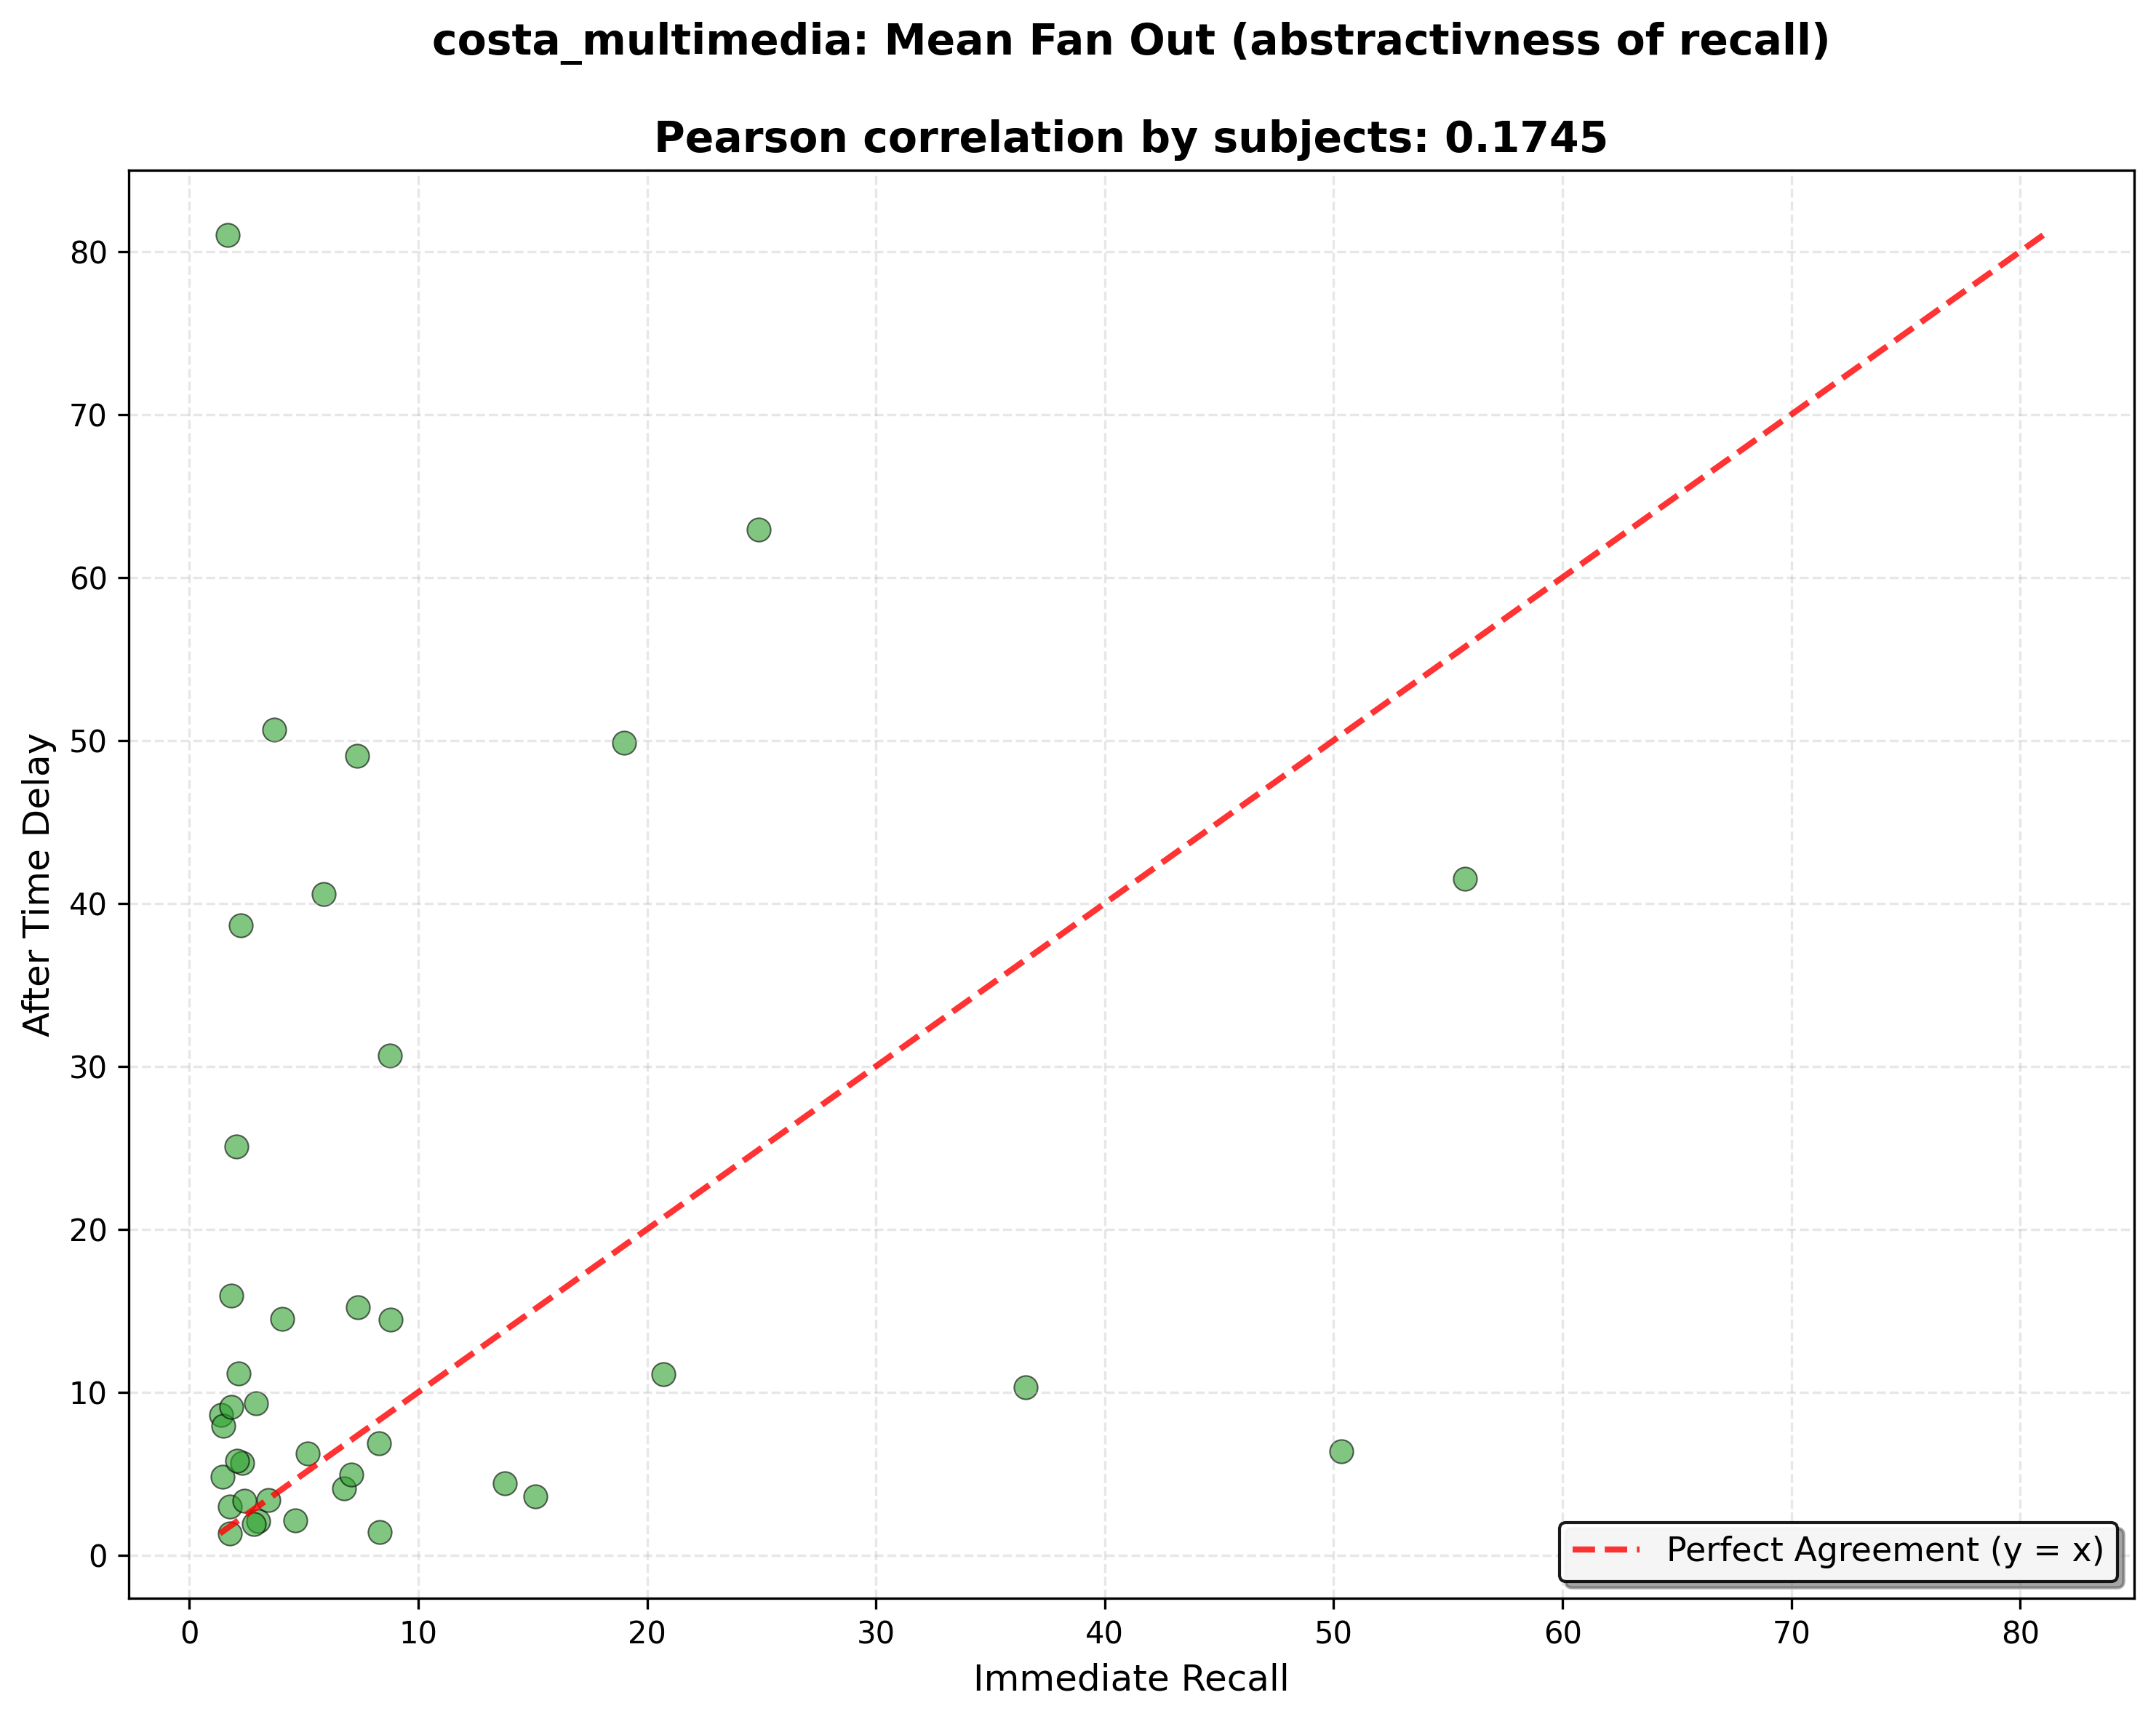 costa_multimedia: Mean Fan Out (abstractivness of recall)
Pearson correlation by subjects: 0.1745
After Time Delay
80
70
60
50
40
30
20
10
0
Perfect Agreement (y = x)
0 10 20 30 40 50 60 70 80
Immediate Recall